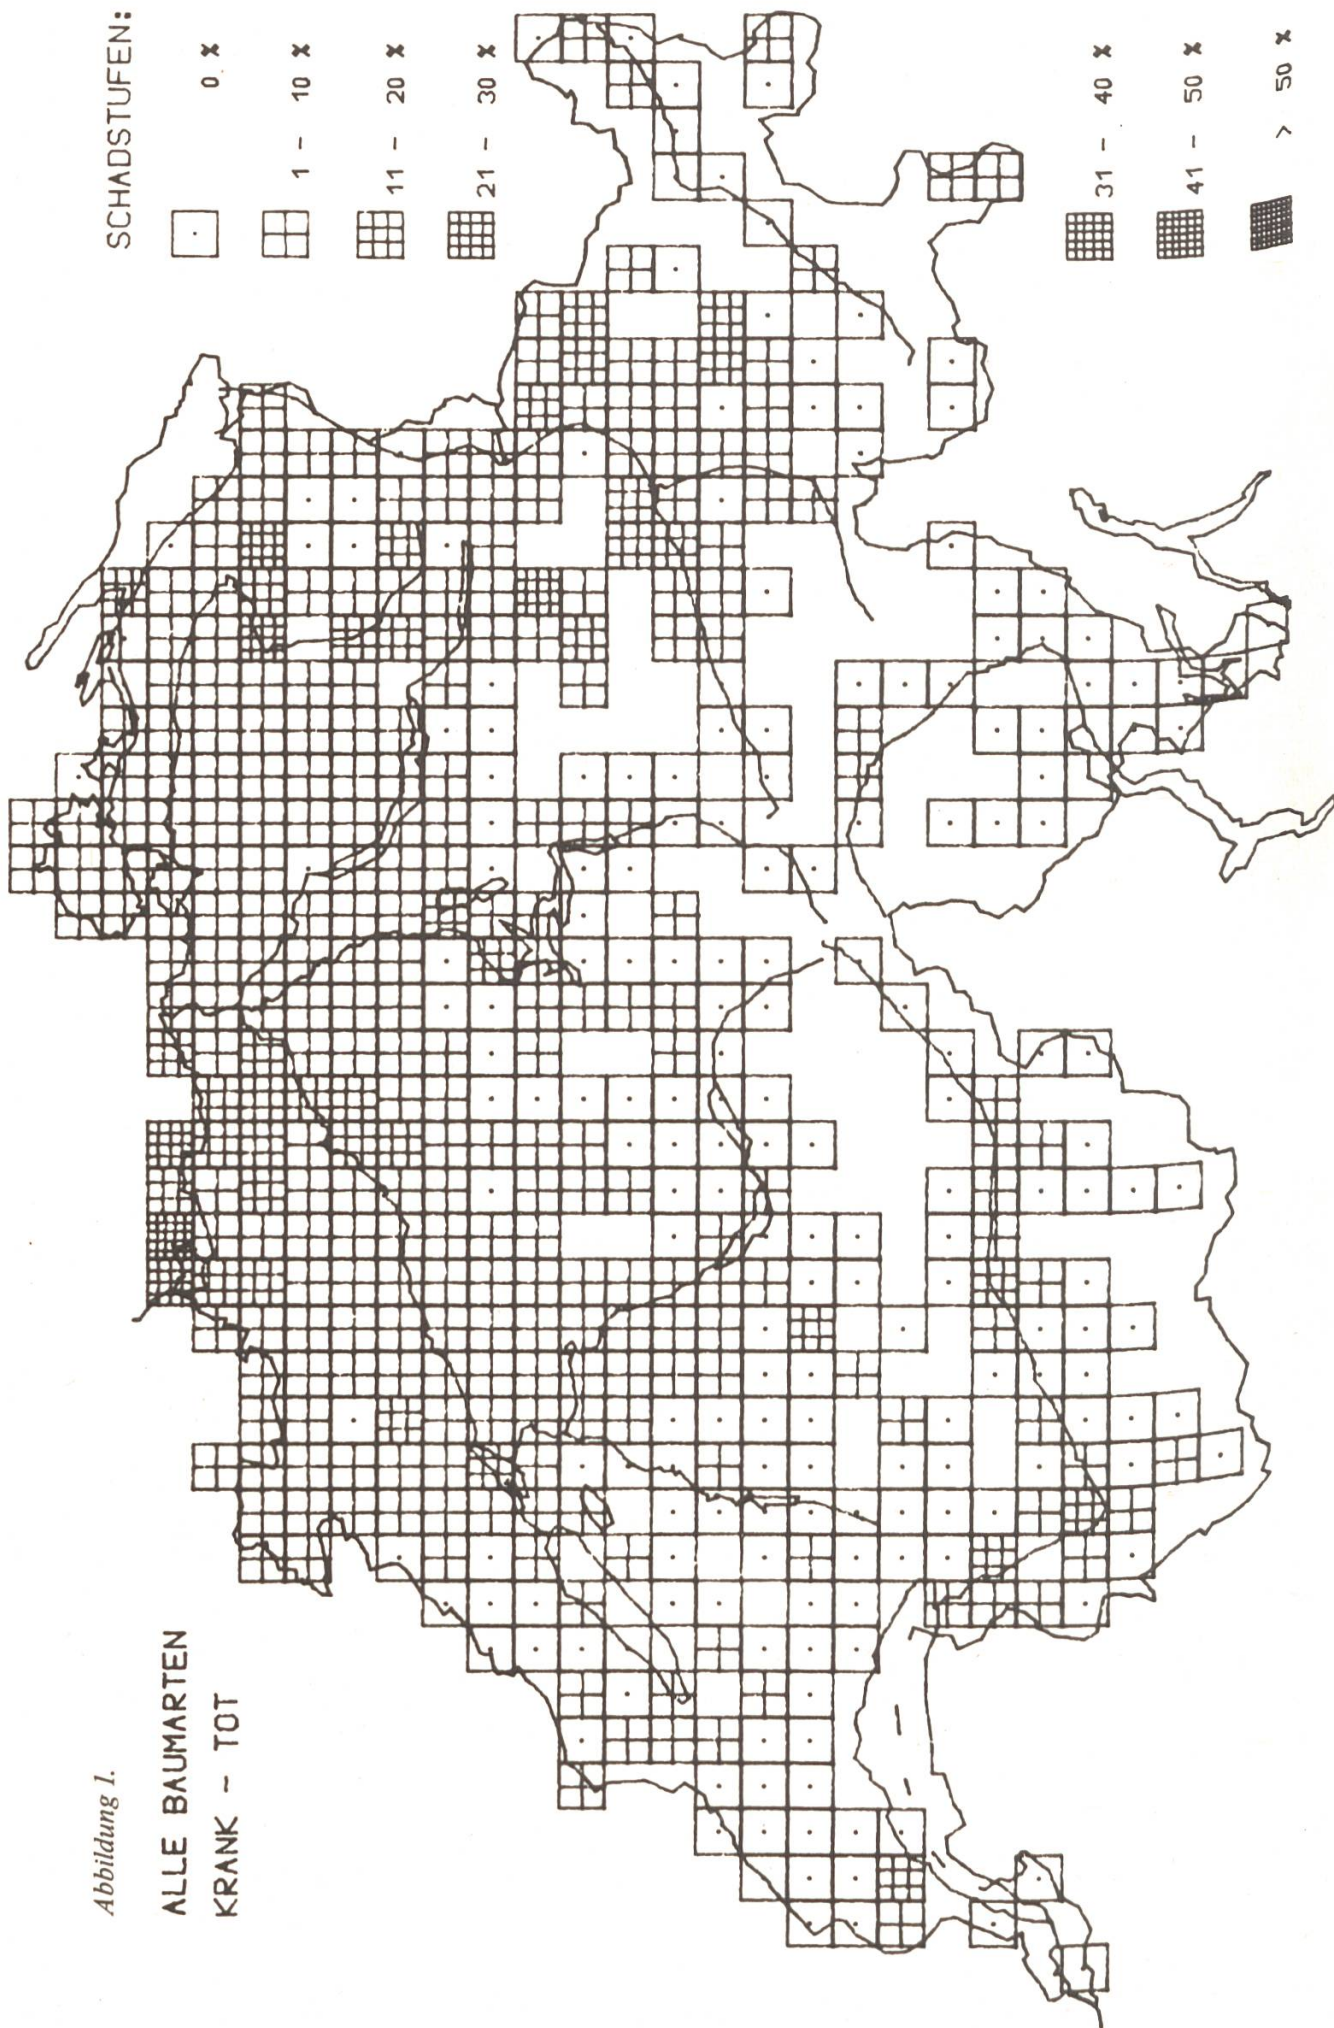 Abbildung 1.
ALLE BAUMARTEN
KRANK - TOT
SCHADSTUFEN:
0 %
1 - 10 %
11 - 20 %
21 - 30 %
31 - 40 %
41 - 50 %
> 50 %